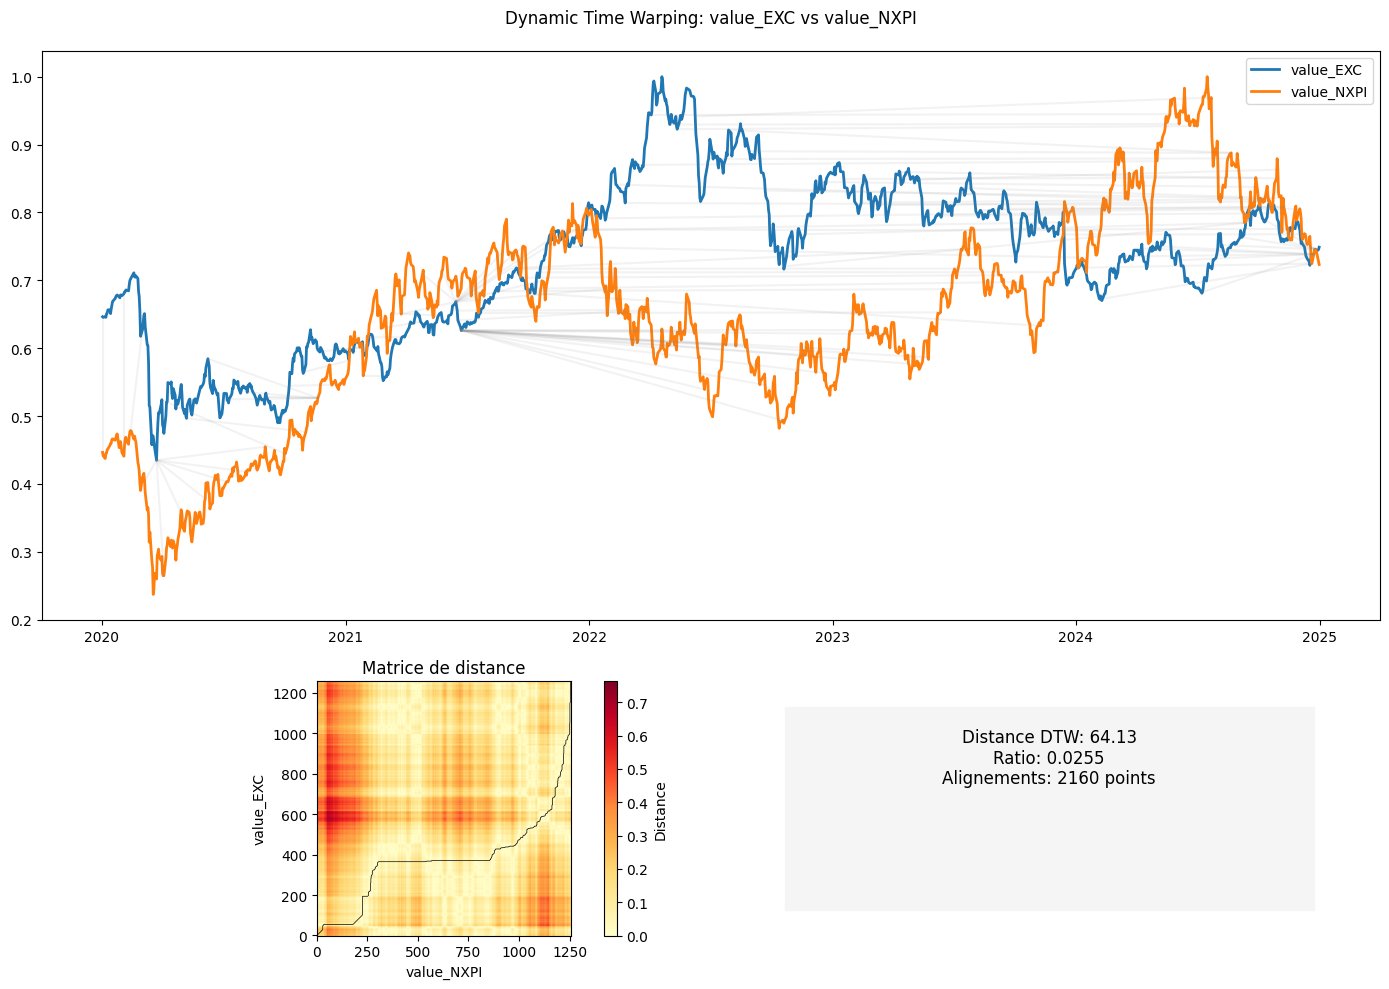 Dynamic Time Warping: value_EXC vs value_NXPI
value_EXC
value_NXPI
1.0
0.9
0.8
0.7
0.6
0.5
0.4
0.3
0.2
2020 2021 2022 2023 2024 2025
Matrice de distance
1200
1000
800
600
400
200
0
value_EXC
0 250 500 750 1000 1250
value_NXPI
0.7
0.6
0.5
0.4
0.3
0.2
0.1
0.0
Distance
Distance DTW: 64.13
Ratio: 0.0255
Alignements: 2160 points